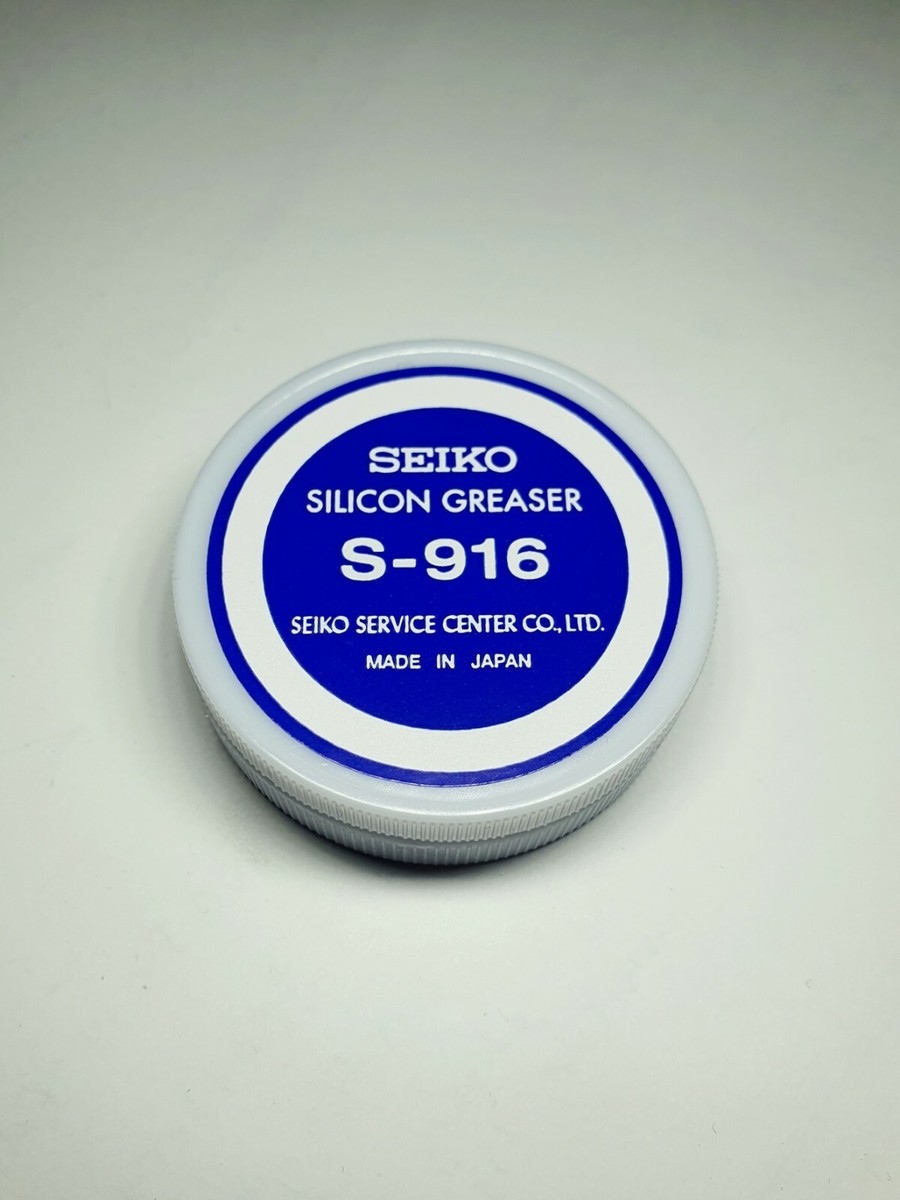 SEIKO
SILICON GREASER
S-916
SEIKO SERVICE CENTER CO., LTD.
MADE IN JAPAN